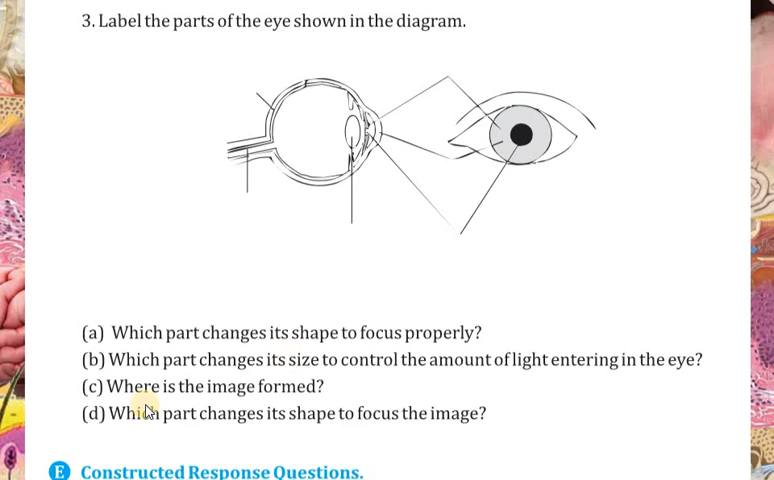 3. Label the parts of the eye shown in the diagram.
(a) Which part changes its shape to focus properly?
(b) Which part changes its size to control the amount of light entering in the eye?
(c) Where is the image formed?
(d) Which part changes its shape to focus the image?
E Constructed Response Questions.